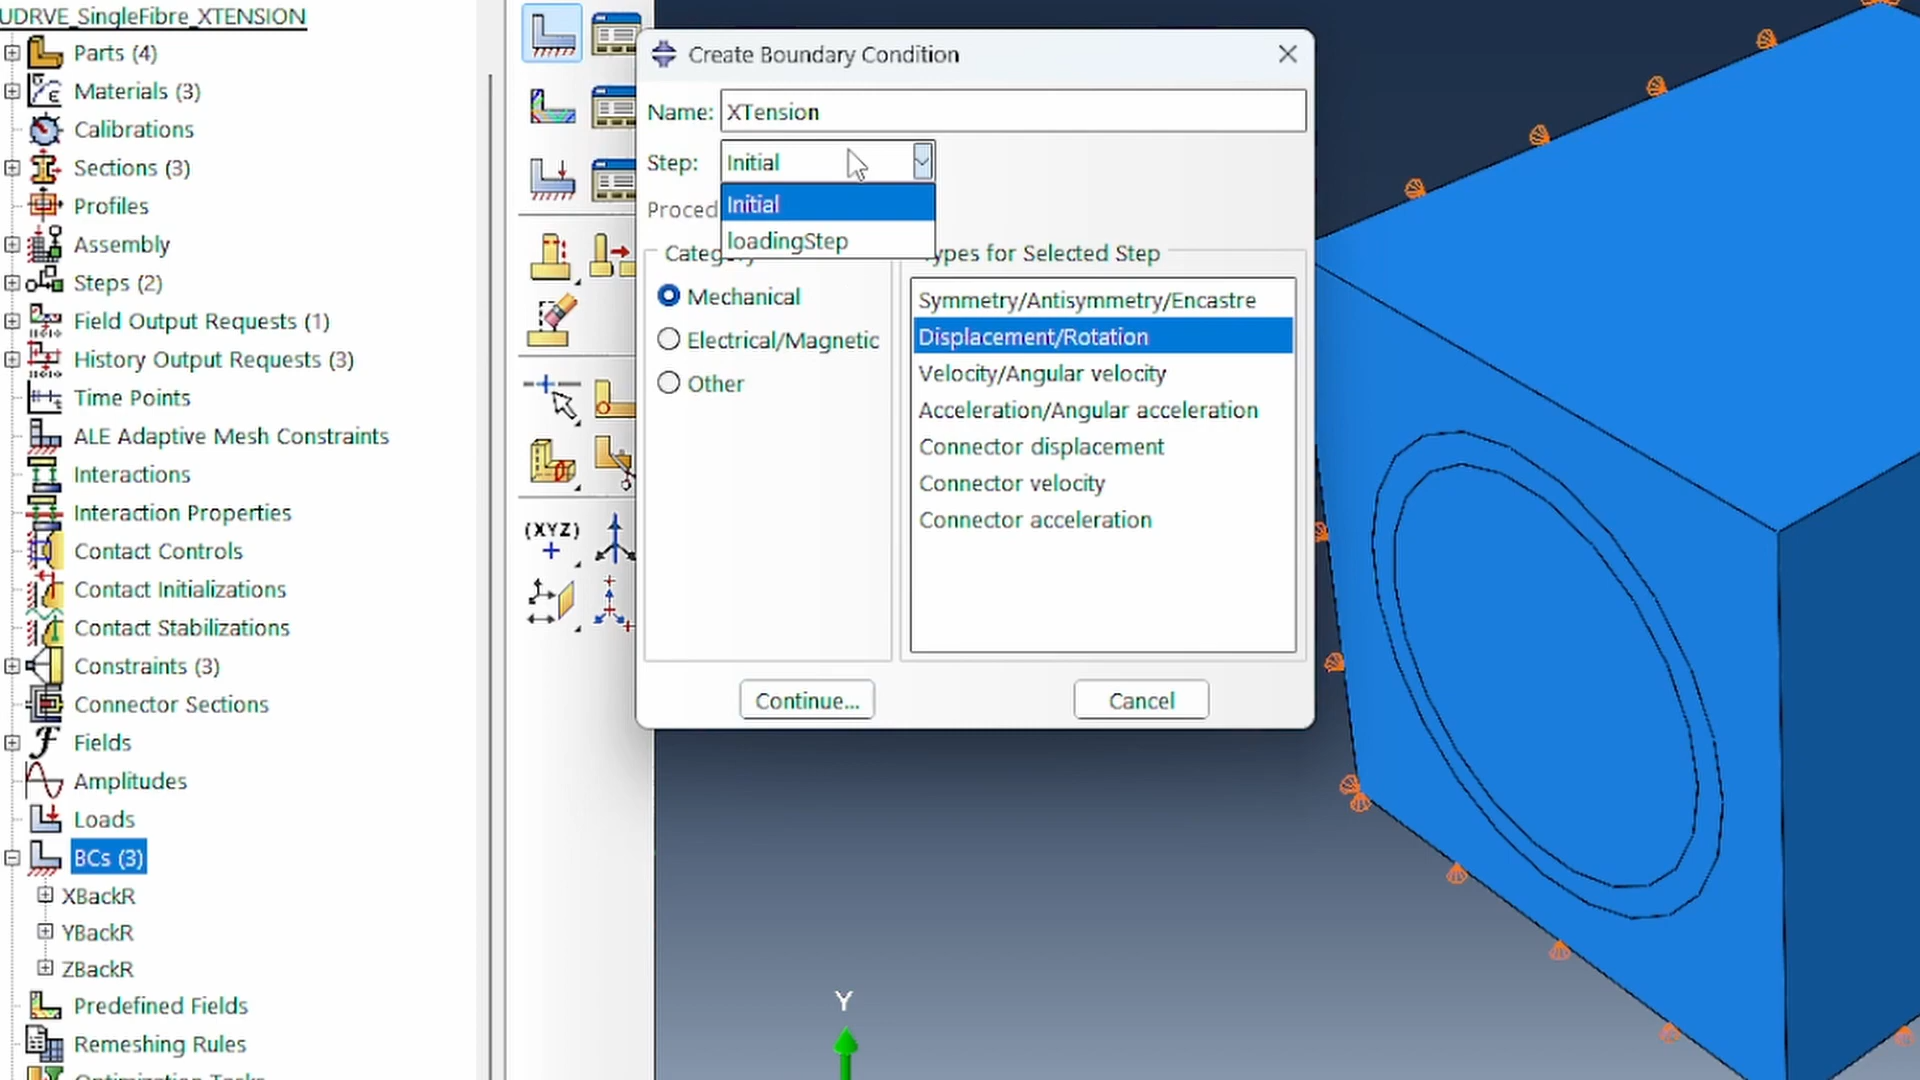 UDRVE_SingleFibre_XTENSION
Parts (4)
Materials (3)
Calibrations
Sections (3)
Profiles
Assembly
Steps (2)
Field Output Requests (1)
History Output Requests (3)
Time Points
ALE Adaptive Mesh Constraints
Interactions
Interaction Properties
Contact Controls
Contact Initializations
Contact Stabilizations
Constraints (3)
Connector Sections
Fields
Amplitudes
Loads
BCs (3)
XBackR
YBackR
ZBackR
Predefined Fields
Remeshing Rules
(XYZ)
Create Boundary Condition
Name: XTension
Step: Initial
Initial
loadingStep
Proced
Types for Selected Step
Mechanical
Electrical/Magnetic
Other
Symmetry/Antisymmetry/Encastre
Displacement/Rotation
Velocity/Angular velocity
Acceleration/Angular acceleration
Connector displacement
Connector velocity
Connector acceleration
Continue...
Cancel
Y